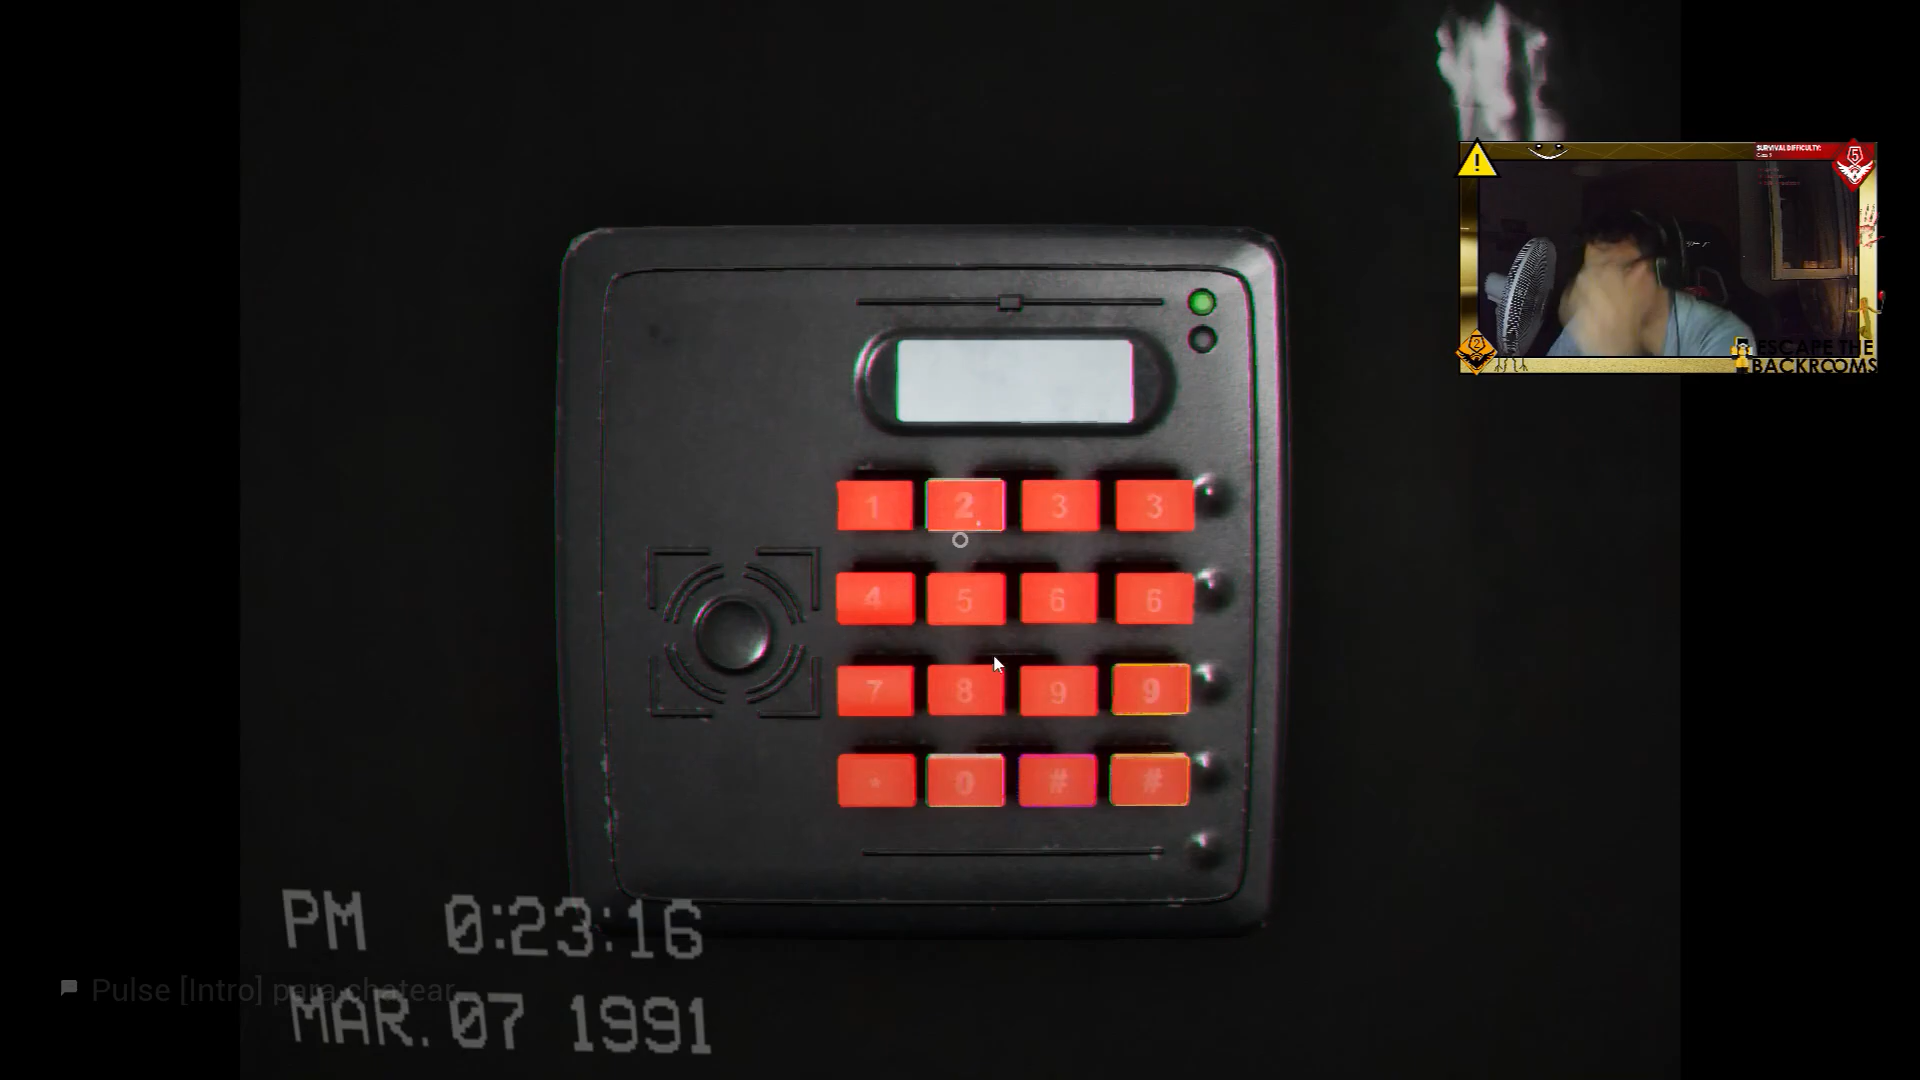 SURVIVAL DIFFICULTY:
5
2
ESCAPE THE
BACKROOMS
1 2 3 3
4 5 6 6
7 8 9 9
* 0 # #
PM 0:23:16
Pulse [Intro] para chatear
MAR. 07 1991